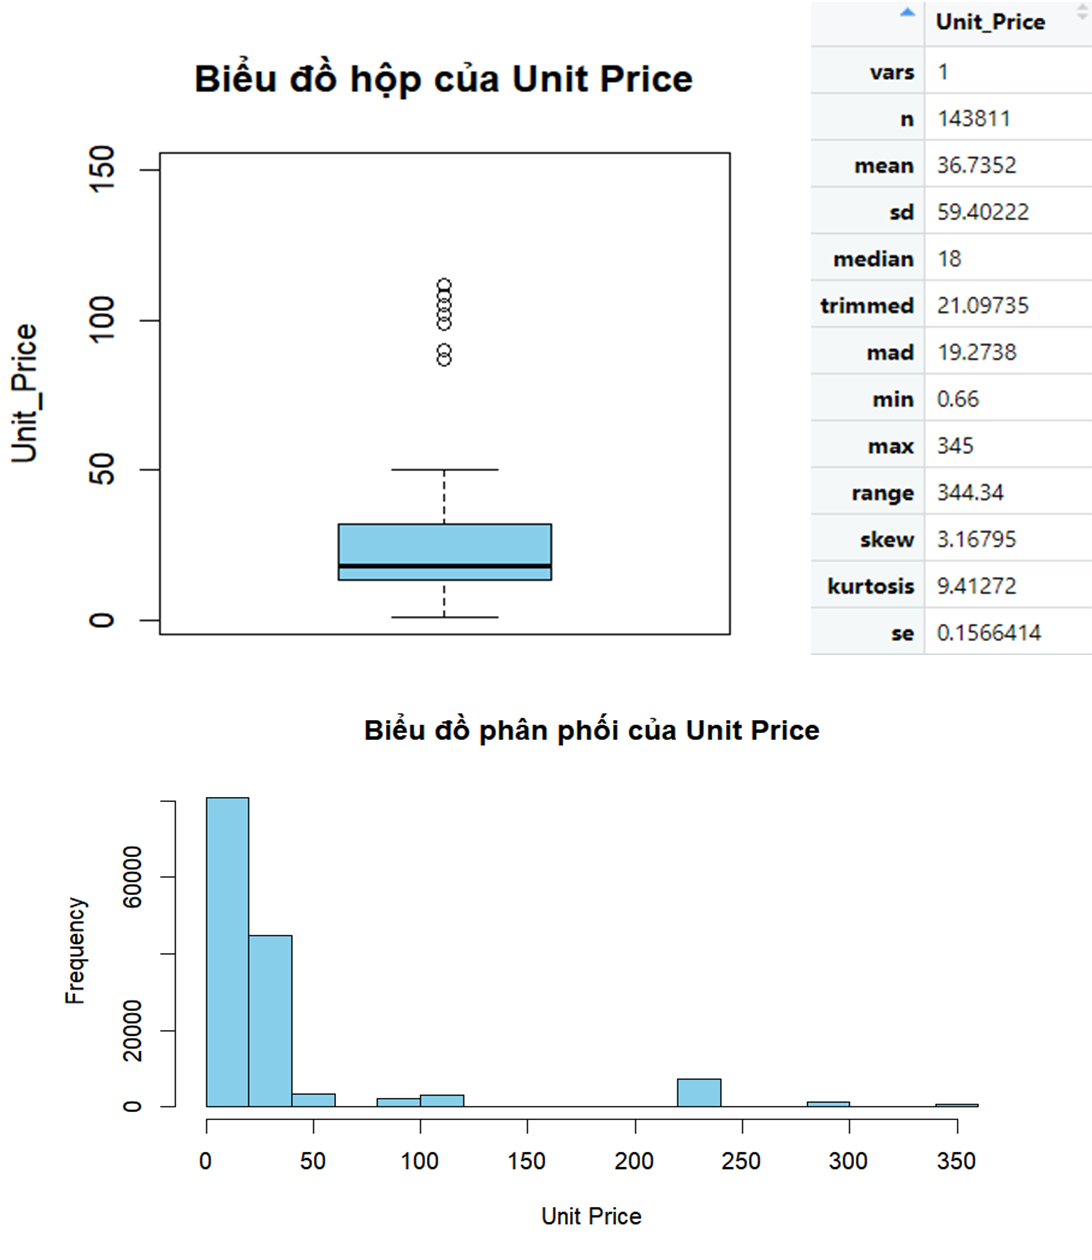 Biểu đồ hộp của Unit Price
150
100
50
0
Unit_Price
Unit_Price
vars 1
n 143811
mean 36.7352
sd 59.40222
median 18
trimmed 21.09735
mad 19.2738
min 0.66
max 345
range 344.34
skew 3.16795
kurtosis 9.41272
se 0.1566414
Biểu đồ phân phối của Unit Price
60000
20000
0
Frequency
0 50 100 150 200 250 300 350
Unit Price